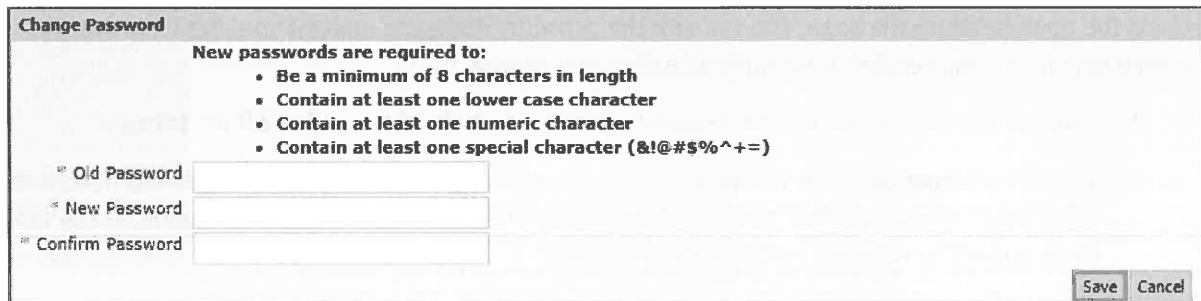 Change Password
New passwords are required to:
• Be a minimum of 8 characters in length
• Contain at least one lower case character
• Contain at least one numeric character
• Contain at least one special character (&!@#$%^+=)
* Old Password
* New Password
* Confirm Password
Save Cancel